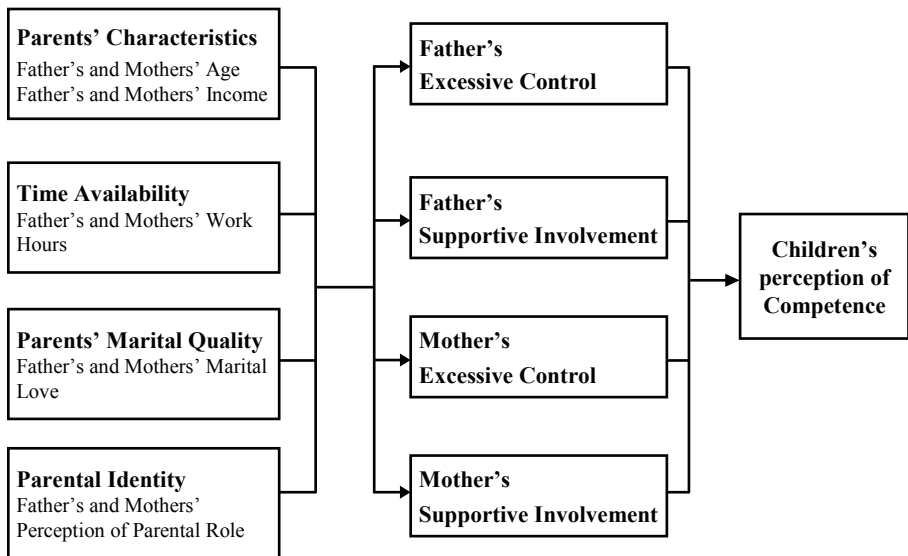 Parents’ Characteristics
Father’s and Mothers’ Age
Father’s and Mothers’ Income
Time Availability
Father’s and Mothers’ Work
Hours
Parents’ Marital Quality
Father’s and Mothers’ Marital
Love
Parental Identity
Father’s and Mothers’
Perception of Parental Role
Father’s
Excessive Control
Father’s
Supportive Involvement
Mother’s
Excessive Control
Mother’s
Supportive Involvement
Children’s
perception of
Competence